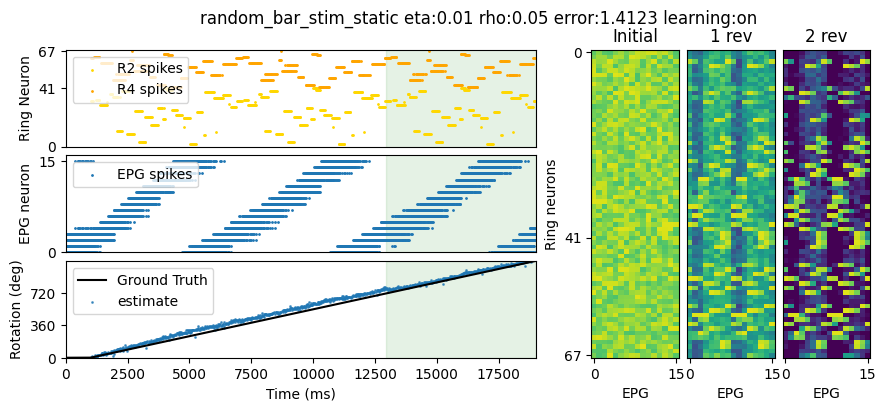 random_bar_stim_static eta:0.01 rho:0.05 error:1.4123 learning:on
Ring Neuron
67
41
0
R2 spikes
R4 spikes
EPG neuron
15
0
EPG spikes
Rotation (deg)
720
360
0
Ground Truth
estimate
0 2500 5000 7500 10000 12500 15000 17500
Time (ms)
Initial 1 rev 2 rev
Ring neurons
0
41
67
0 15 0 15 0 15
EPG EPG EPG